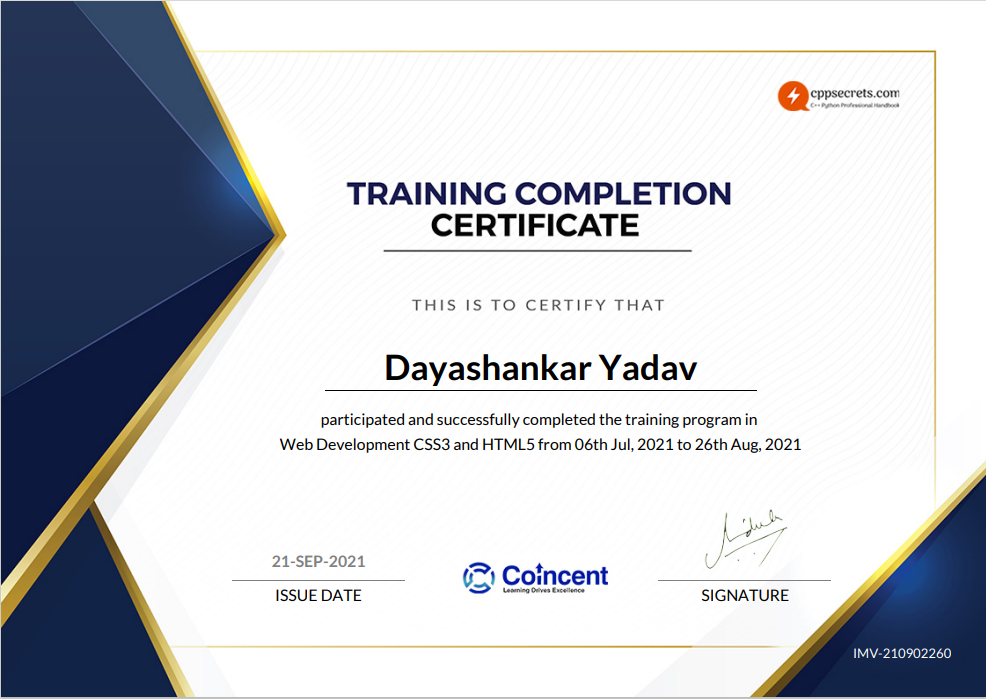 cppsecrets.com
C++ Python Professional Handbook
TRAINING COMPLETION
CERTIFICATE
THIS IS TO CERTIFY THAT
Dayashankar Yadav
participated and successfully completed the training program in
Web Development CSS3 and HTML5 from 06th Jul, 2021 to 26th Aug, 2021
21-SEP-2021
ISSUE DATE
Coincent
Learning Drives Excellence
SIGNATURE
IMV-210902260